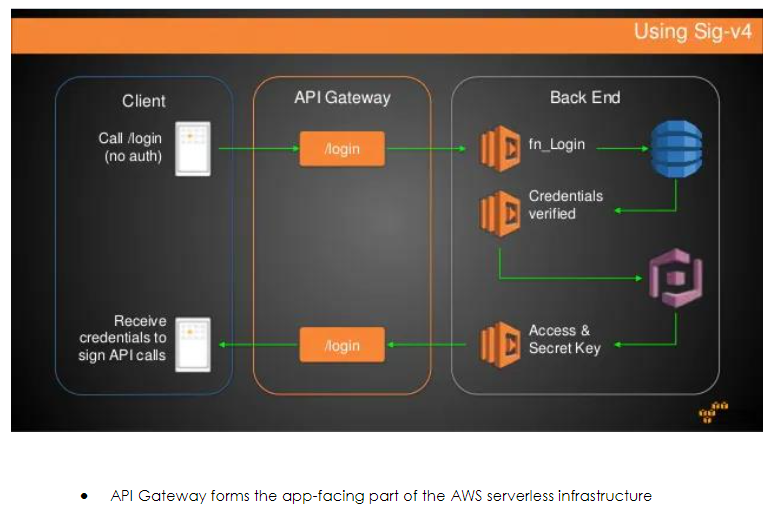 Using Sig-v4
Client
API Gateway
Back End
Call /login
(no auth)
/login
fn_Login
Credentials
verified
Receive
credentials to
sign API calls
/login
Access &
Secret Key
• API Gateway forms the app-facing part of the AWS serverless infrastructure